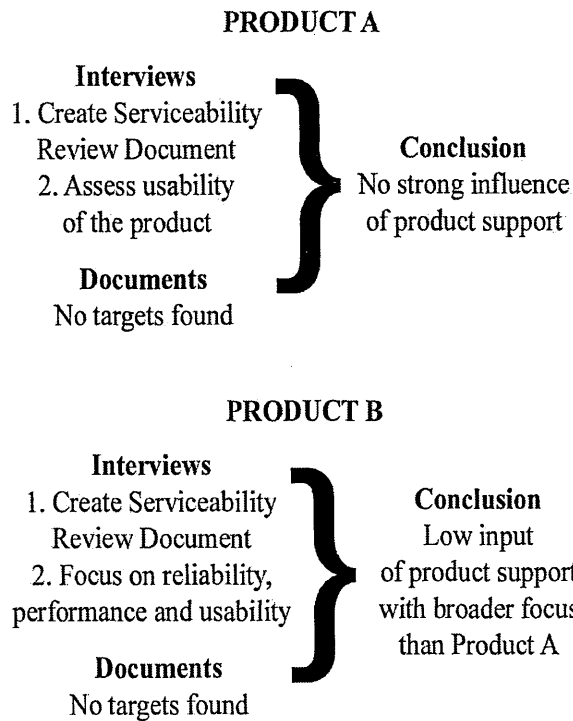 PRODUCT A
Interviews
1. Create Serviceability
Review Document
2. Assess usability
of the product
Documents
No targets found
Conclusion
No strong influence
of product support
PRODUCT B
Interviews
1. Create Serviceability
Review Document
2. Focus on reliability,
performance and usability
Documents
No targets found
Conclusion
Low input
of product support
with broader focus
than Product A